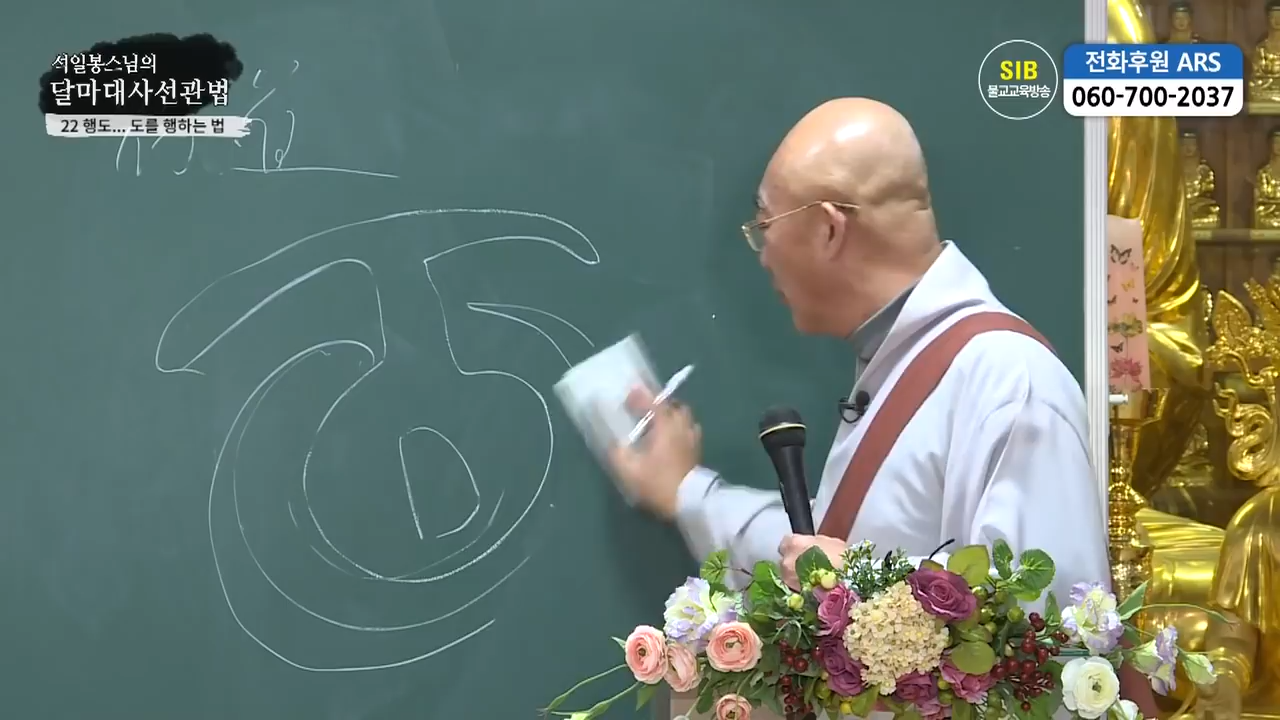 석일봉스님의
달마대사선관법
22 행도... 도를 행하는 법
SIB
불교교육방송
전화후원 ARS
060-700-2037